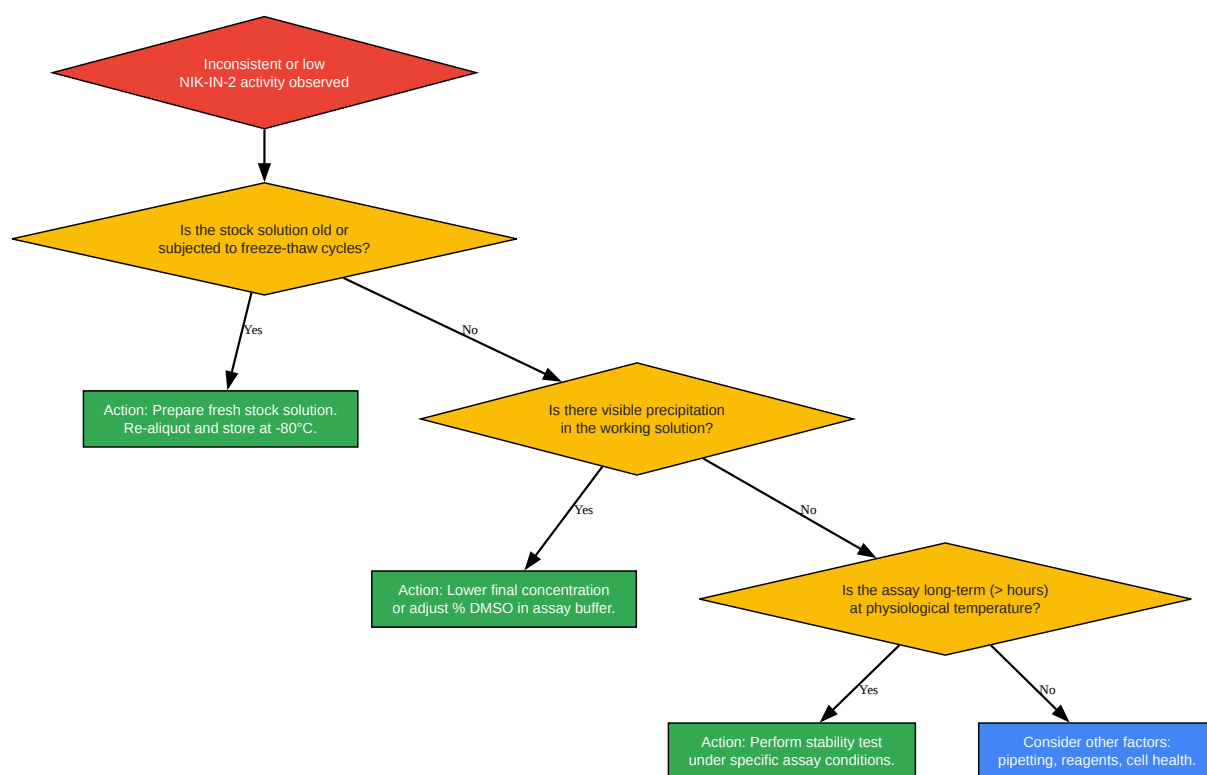 Inconsistent or low
NIK-IN-2 activity observed
Is the stock solution old or
subjected to freeze-thaw cycles?
Yes
No
Action: Prepare fresh stock solution.
Re-aliquot and store at -80°C.
Is there visible precipitation
in the working solution?
Yes
No
Action: Lower final concentration
or adjust % DMSO in assay buffer.
Is the assay long-term (> hours)
at physiological temperature?
Yes
No
Action: Perform stability test
under specific assay conditions.
Consider other factors:
pipetting, reagents, cell health.